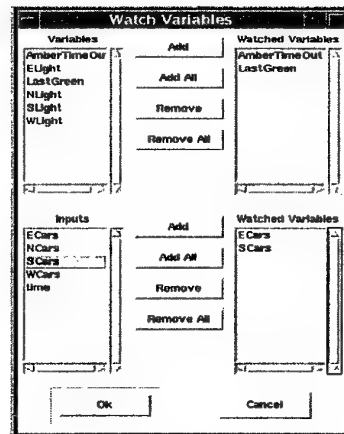 Watch Variables
Variables
AmberTimeOur
ELight
LastGreen
NLight
SLight
WLight
Add
Add All
Remove
Remove All
Watched Variables
AmberTimeOut
LastGreen
Inputs
ECars
NCars
SCars
WCars
time
Add
Add All
Remove
Remove All
Watched Variables
ECars
SCars
Ok
Cancel